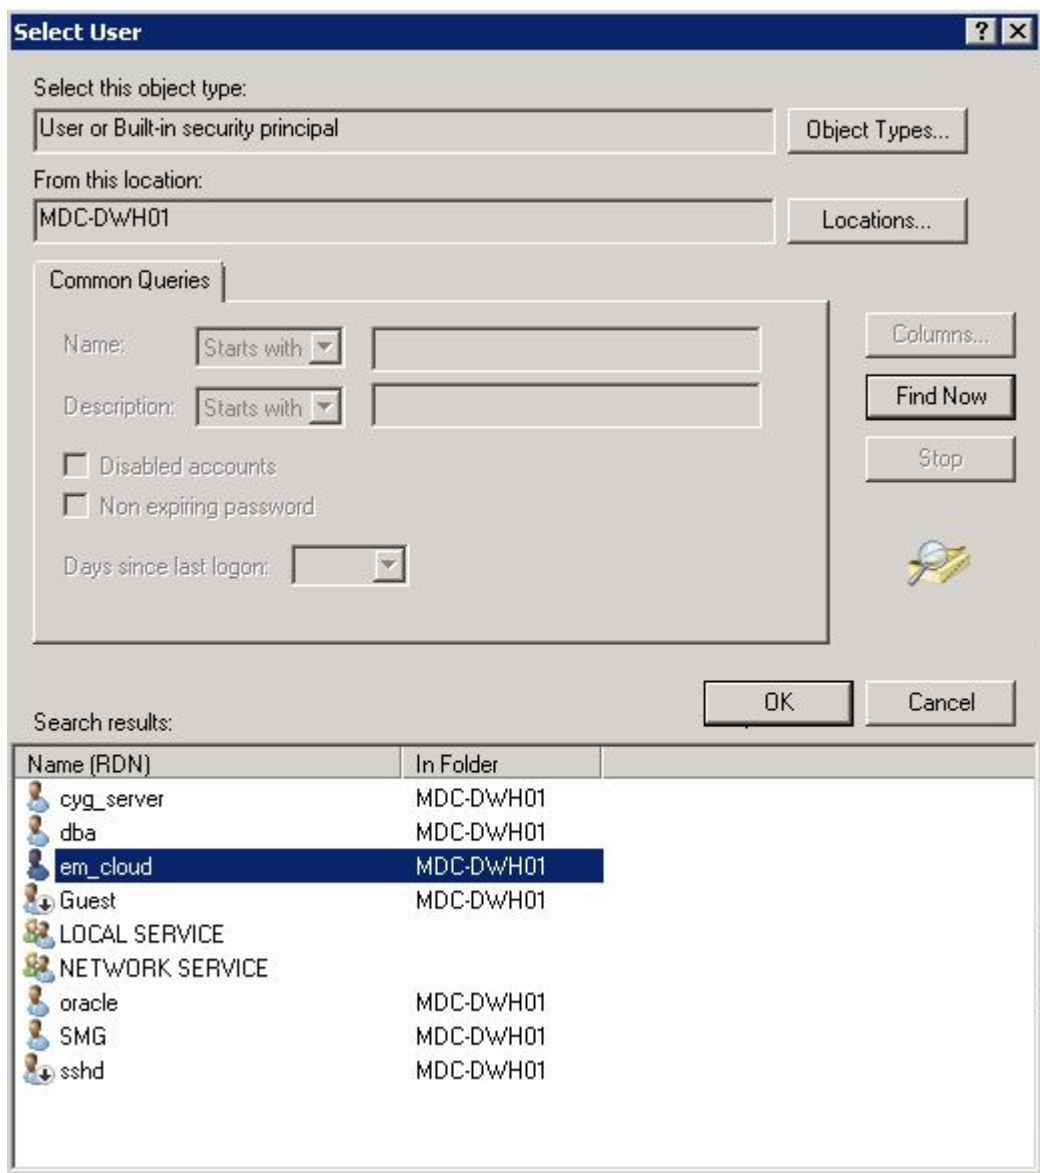 Select User
Select this object type:
User or Built-in security principal
Object Types...
From this location:
MDC-DWH01
Locations...
Common Queries
Name: Starts with
Columns...
Description: Starts with
Find Now
Disabled accounts
Stop
Non expiring password
Days since last logon:
OK Cancel
Search results:
Name (RDN) In Folder
cyg_server MDC-DWH01
dba MDC-DWH01
em_cloud MDC-DWH01
Guest MDC-DWH01
LOCAL SERVICE
NETWORK SERVICE
oracle MDC-DWH01
SMG MDC-DWH01
sshd MDC-DWH01